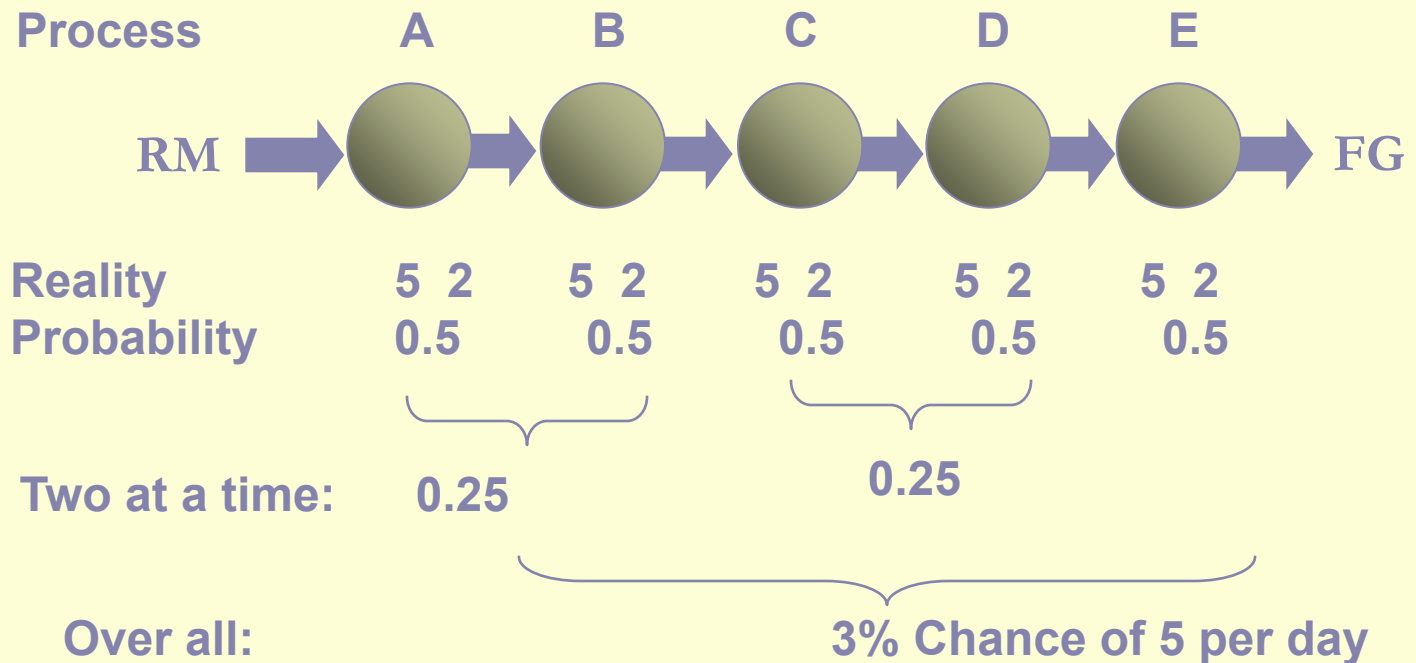 Process A B C D E
RM FG
Reality 5 2 5 2 5 2 5 2 5 2
Probability 0.5 0.5 0.5 0.5 0.5
Two at a time: 0.25 0.25
Over all: 3% Chance of 5 per day